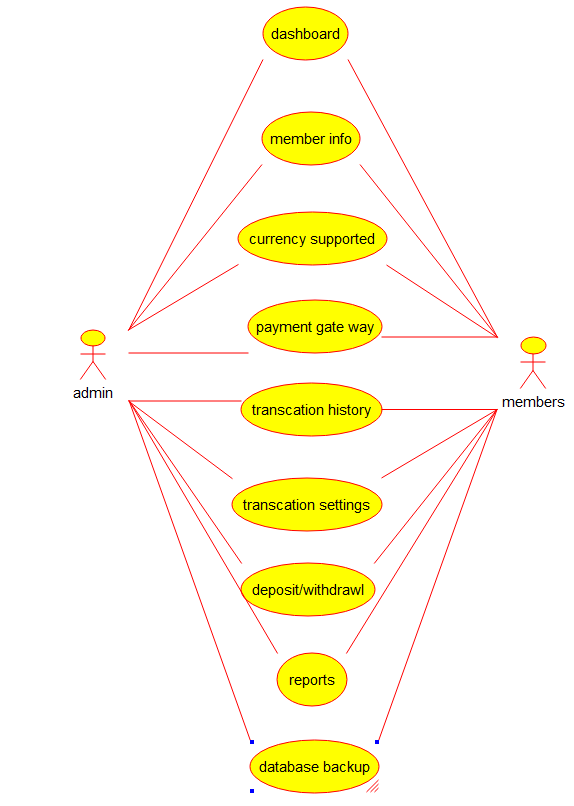 dashboard
member info
currency supported
payment gate way
admin
members
transcation history
transcation settings
deposit/withdrawl
reports
database backup